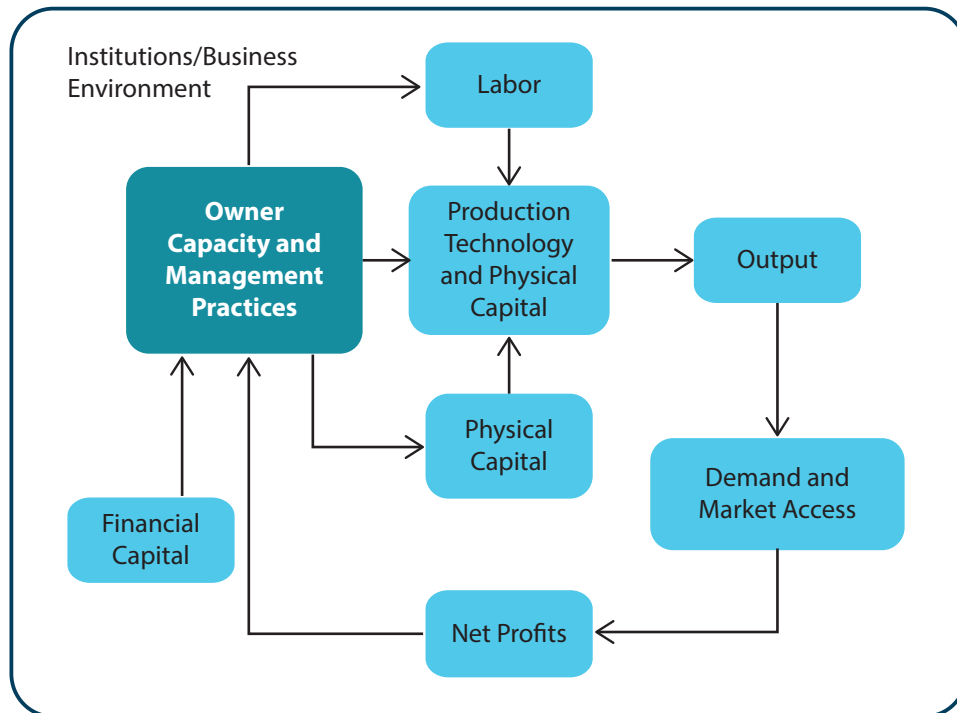 Institutions/Business
Environment
Labor
Owner
Capacity and
Management
Practices
Production
Technology
and Physical
Capital
Output
Physical
Capital
Demand and
Market Access
Financial
Capital
Net Profits